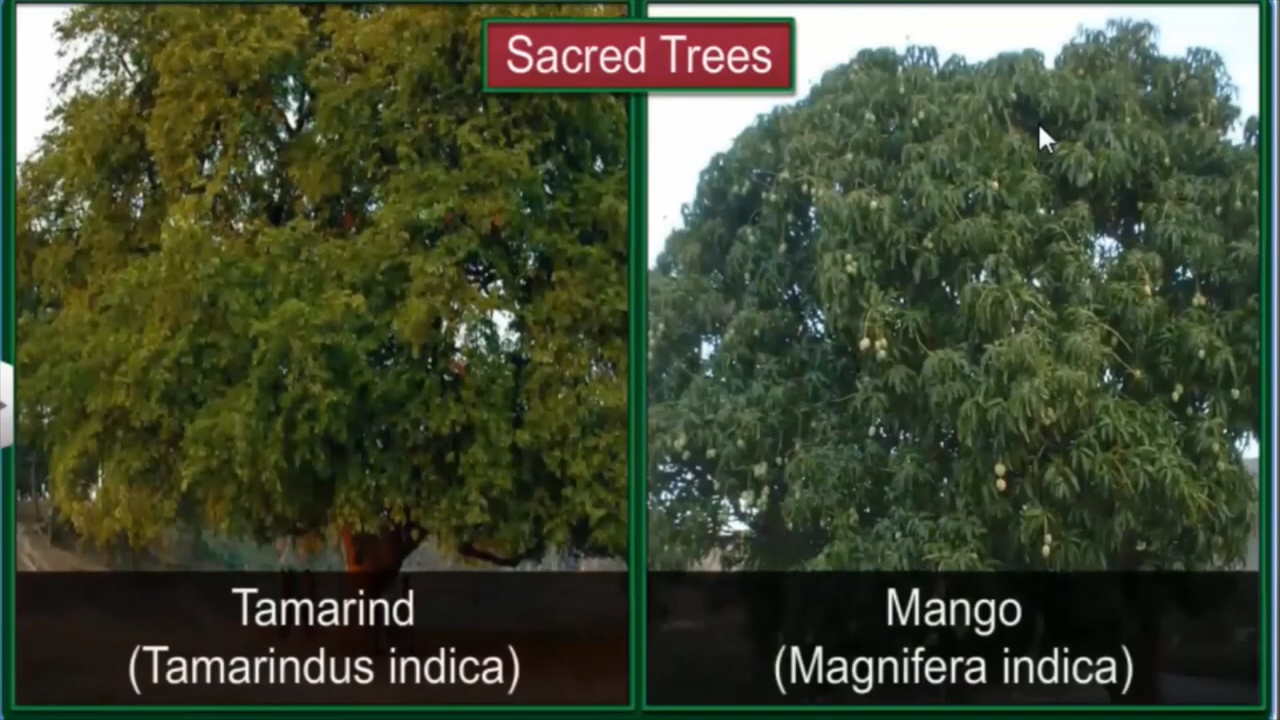 Sacred Trees
Tamarind
(Tamarindus indica)
Mango
(Magnifera indica)